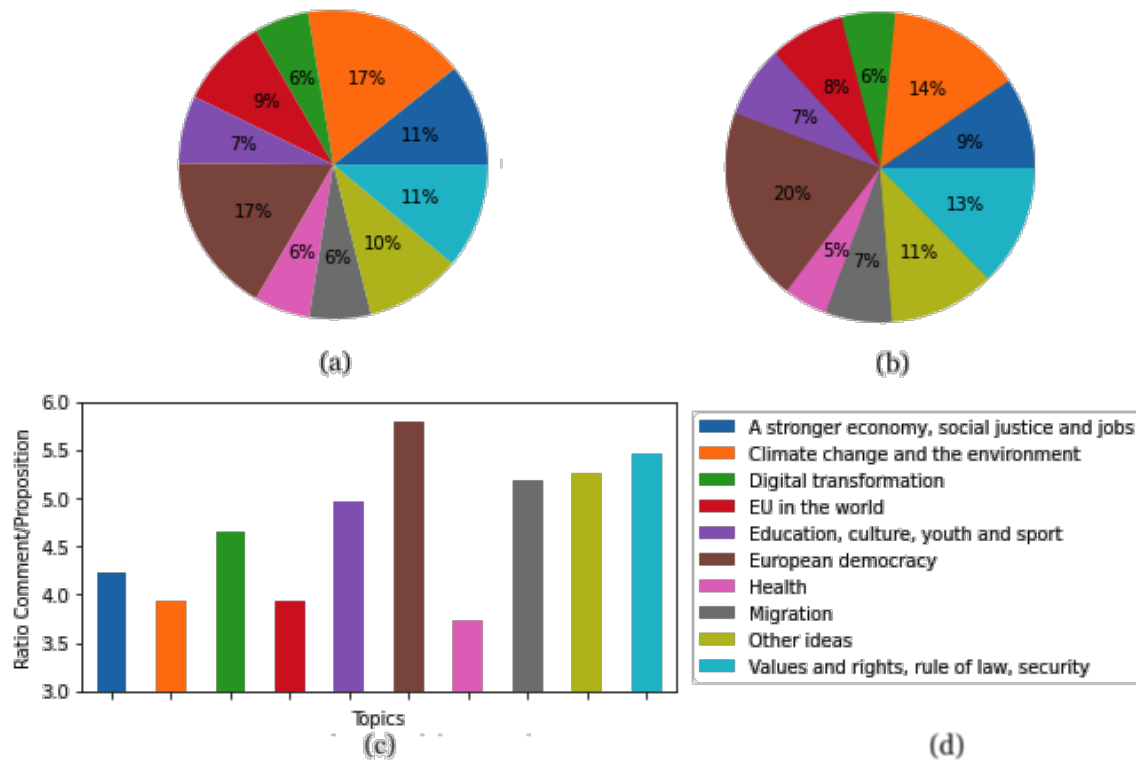 6%
17%
9%
11%
7%
17%
11%
10%
6%
6%
(a)
6%
8%
14%
7%
9%
20%
13%
11%
5%
7%
(b)
6.0
5.5
5.0
4.5
4.0
3.5
3.0
Ratio Comment/Proposition
Topics
(c)
A stronger economy, social justice and jobs
Climate change and the environment
Digital transformation
EU in the world
Education, culture, youth and sport
European democracy
Health
Migration
Other ideas
Values and rights, rule of law, security
(d)